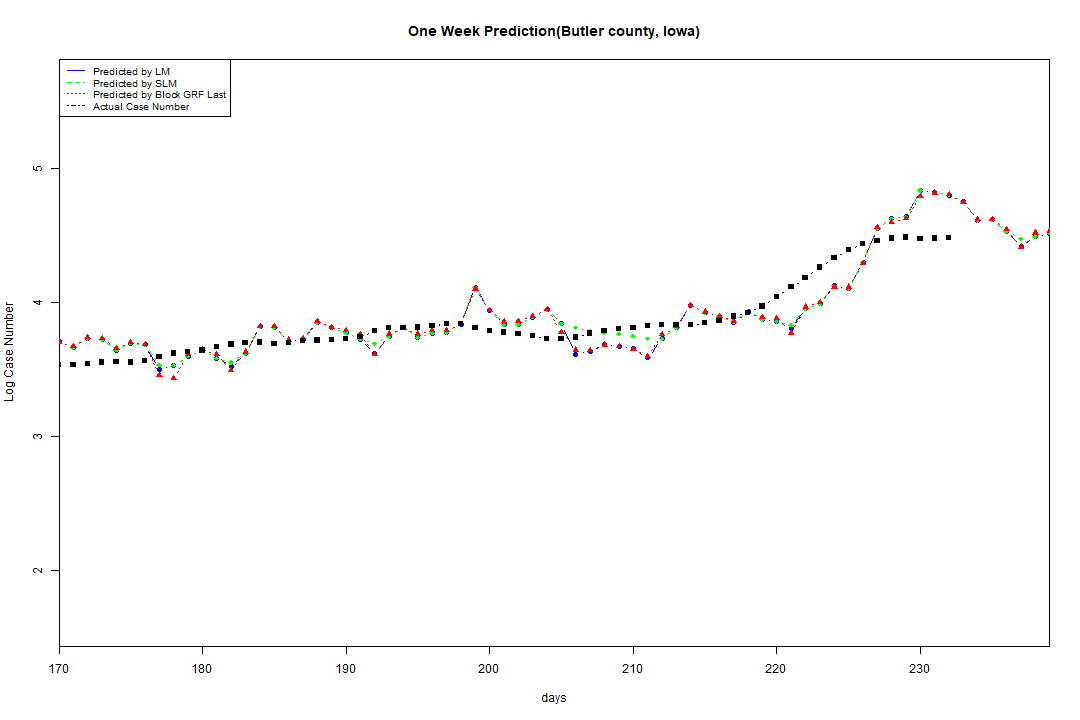 One Week Prediction(Butler county, Iowa)
Predicted by LM
Predicted by SLM
Predicted by Block GRF Last
Actual Case Number
5
4
3
2
Log Case Number
170 180 190 200 210 220 230
days